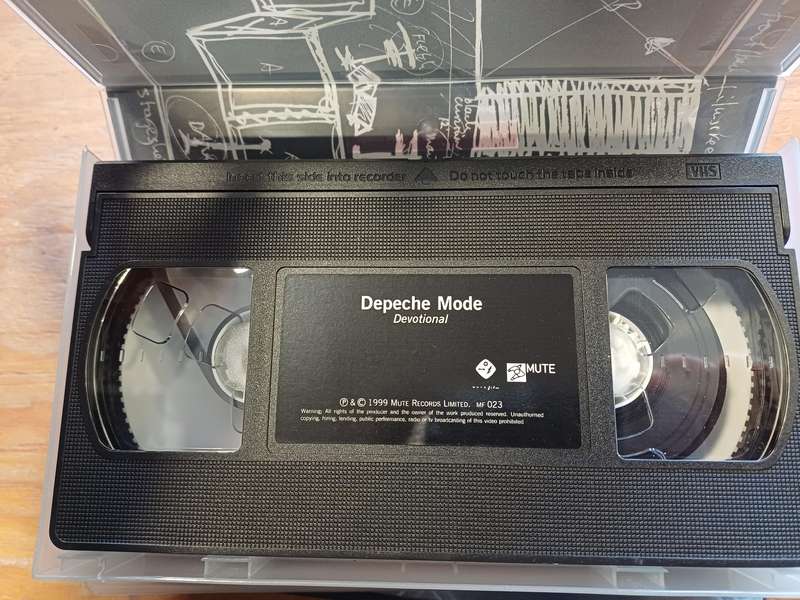 A
E
A
Insert this side into recorder
Do not touch the tape inside
VHS
Depeche Mode
Devotional
MUTE
℗ & © 1999 Mute Records Limited. MF 023
Warning: All rights of the producer and the owner of the work produced reserved. Unauthorised
copying, hiring, lending, public performance, radio or tv broadcasting of this video prohibited